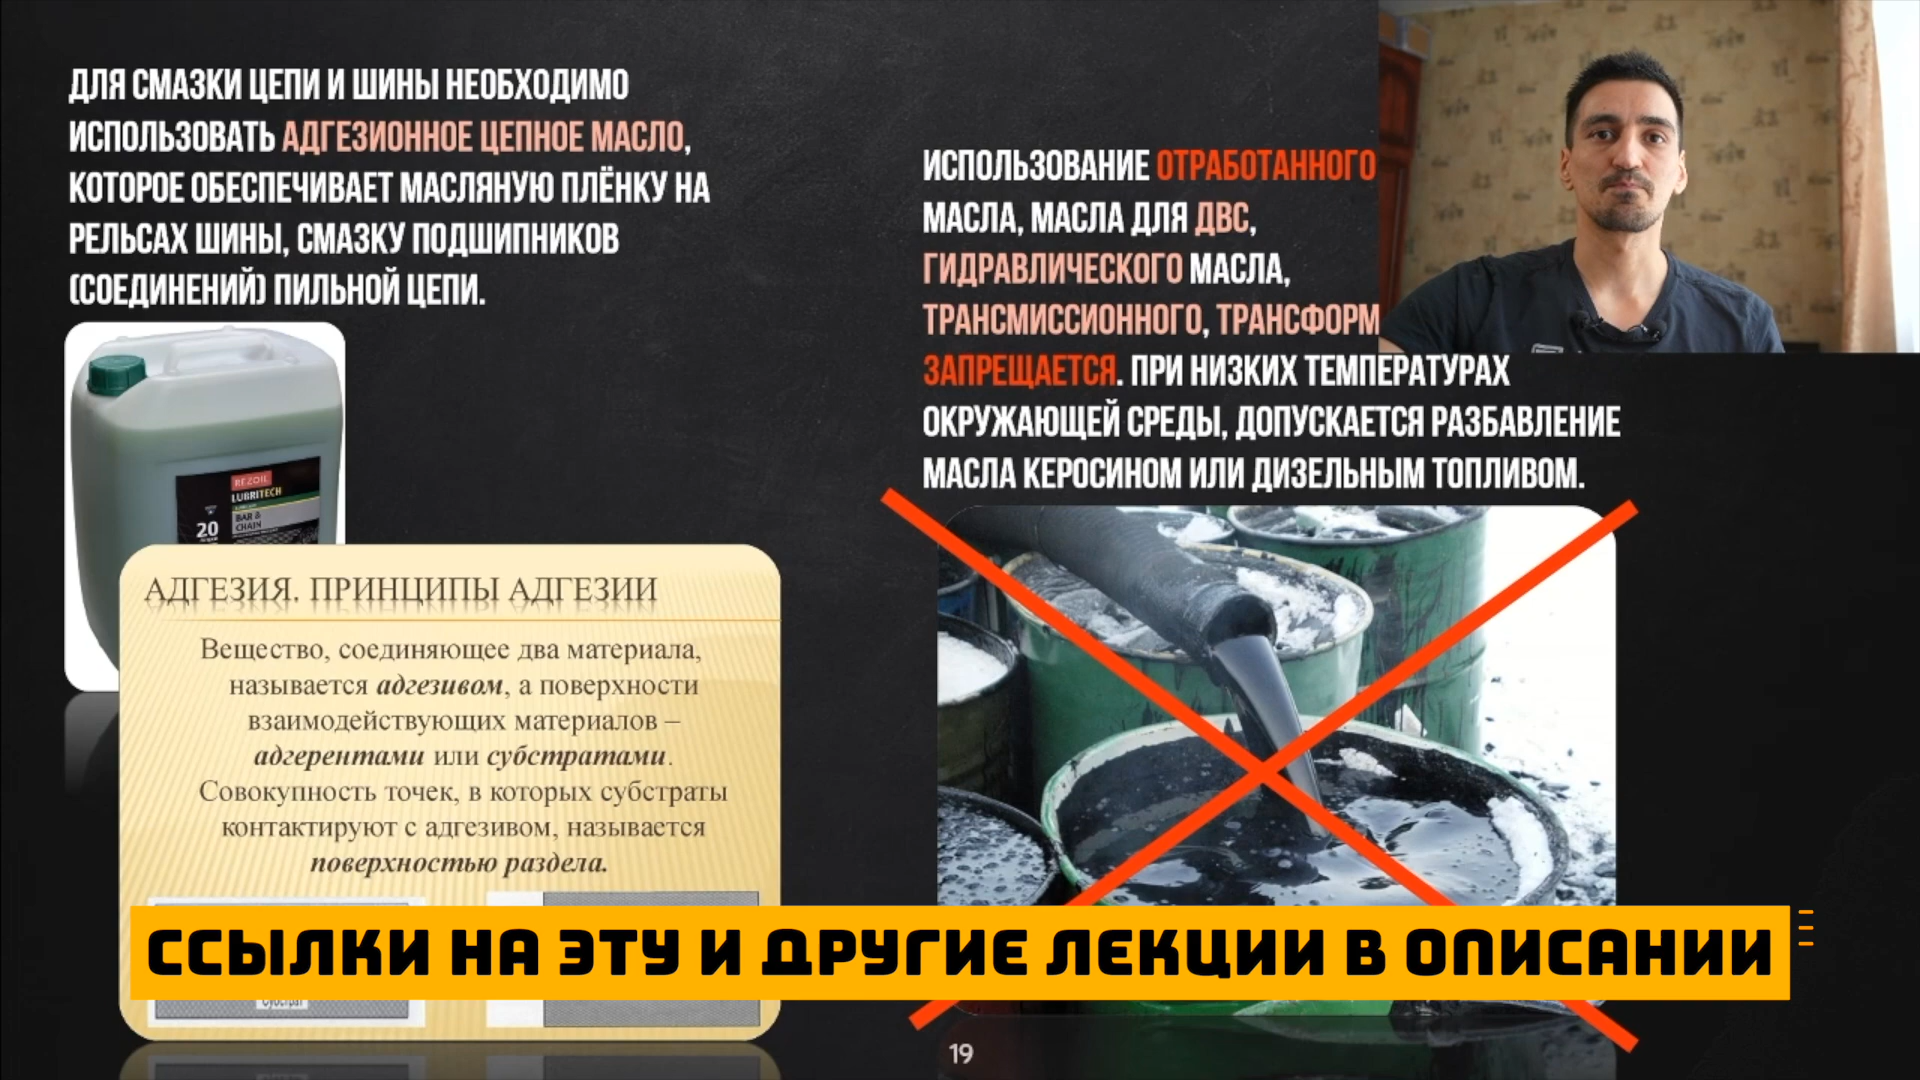 ДЛЯ СМАЗКИ ЦЕПИ И ШИНЫ НЕОБХОДИМО
ИСПОЛЬЗОВАТЬ АДГЕЗИОННОЕ ЦЕПНОЕ МАСЛО,
КОТОРОЕ ОБЕСПЕЧИВАЕТ МАСЛЯНУЮ ПЛЁНКУ НА
РЕЛЬСАХ ШИНЫ, СМАЗКУ ПОДШИПНИКОВ
(СОЕДИНЕНИЙ) ПИЛЬНОЙ ЦЕПИ.
REZOIL
LUBRITECH
BAR &
CHAIN
20
АДГЕЗИЯ. ПРИНЦИПЫ АДГЕЗИИ
Вещество, соединяющее два материала,
называется адгезивом, а поверхности
взаимодействующих материалов –
адгерентами или субстратами.
Совокупность точек, в которых субстраты
контактируют с адгезивом, называется
поверхностью раздела.
ИСПОЛЬЗОВАНИЕ ОТРАБОТАННОГО
МАСЛА, МАСЛА ДЛЯ ДВС,
ГИДРАВЛИЧЕСКОГО МАСЛА,
ТРАНСМИССИОННОГО, ТРАНСФОРМ
ЗАПРЕЩАЕТСЯ. ПРИ НИЗКИХ ТЕМПЕРАТУРАХ
ОКРУЖАЮЩЕЙ СРЕДЫ, ДОПУСКАЕТСЯ РАЗБАВЛЕНИЕ
МАСЛА КЕРОСИНОМ ИЛИ ДИЗЕЛЬНЫМ ТОПЛИВОМ.
ССЫЛКИ НА ЭТУ И ДРУГИЕ ЛЕКЦИИ В ОПИСАНИИ
19